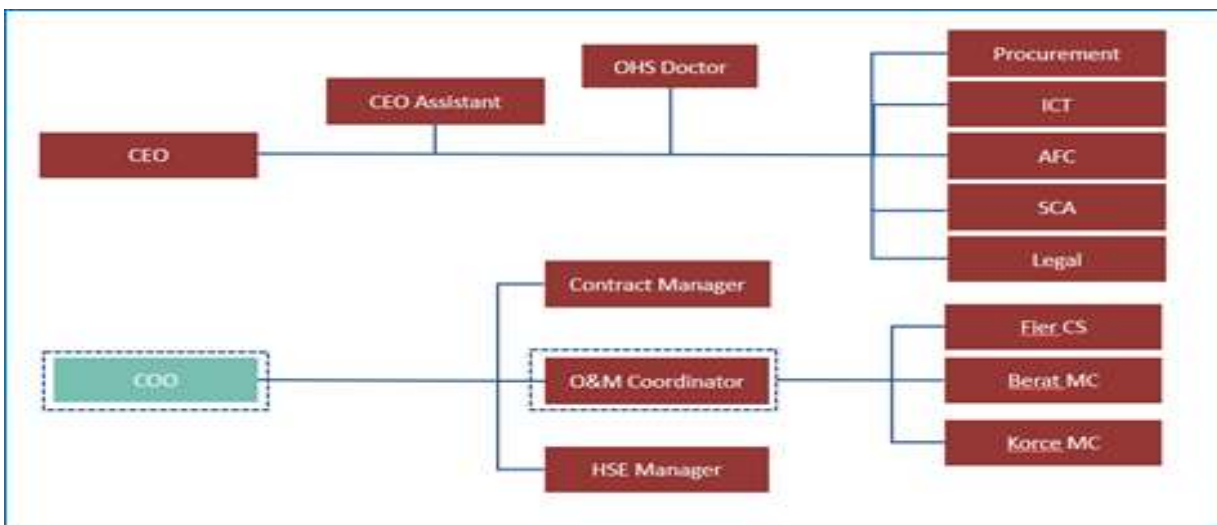 OHS Doctor
CEO Assistant
CEO
Procurement
ICT
AFC
SCA
Legal
Contract Manager
COO
O&M Coordinator
HSE Manager
Fier CS
Berat MC
Korce MC